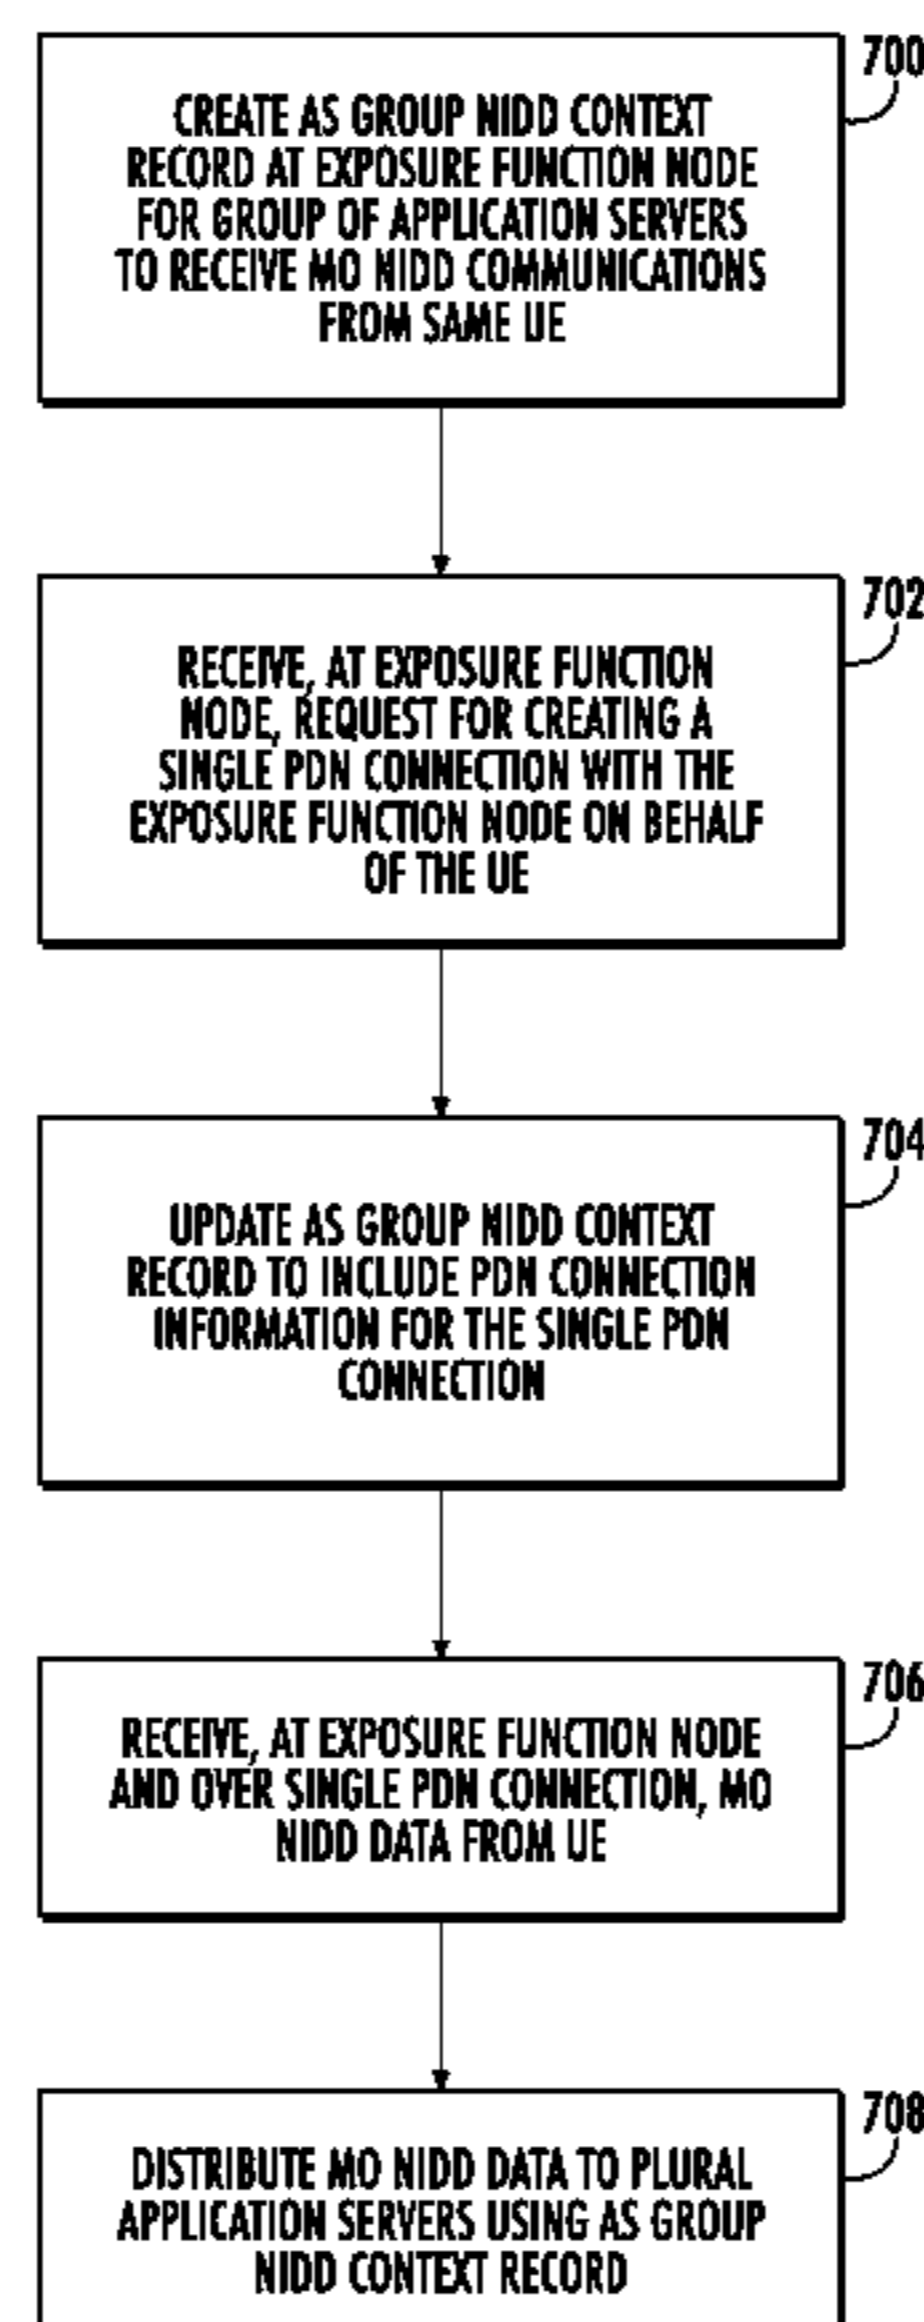 700
CREATE AS GROUP NIDD CONTEXT
RECORD AT EXPOSURE FUNCTION NODE
FOR GROUP OF APPLICATION SERVERS
TO RECEIVE MO NIDD COMMUNICATIONS
FROM SAME UE
702
RECEIVE, AT EXPOSURE FUNCTION
NODE, REQUEST FOR CREATING A
SINGLE PDN CONNECTION WITH THE
EXPOSURE FUNCTION NODE ON BEHALF
OF THE UE
704
UPDATE AS GROUP NIDD CONTEXT
RECORD TO INCLUDE PDN CONNECTION
INFORMATION FOR THE SINGLE PDN
CONNECTION
706
RECEIVE, AT EXPOSURE FUNCTION NODE
AND OVER SINGLE PDN CONNECTION, MO
NIDD DATA FROM UE
708
DISTRIBUTE MO NIDD DATA TO PLURAL
APPLICATION SERVERS USING AS GROUP
NIDD CONTEXT RECORD